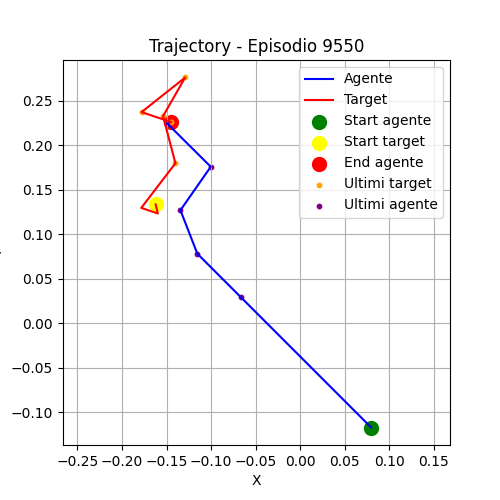 Trajectory - Episodio 9550
Agente
Target
Start agente
Start target
End agente
Ultimi target
Ultimi agente
0.25
0.20
0.15
0.10
0.05
0.00
−0.05
−0.10
−0.25 −0.20 −0.15 −0.10 −0.05 0.00 0.05 0.10 0.15
X